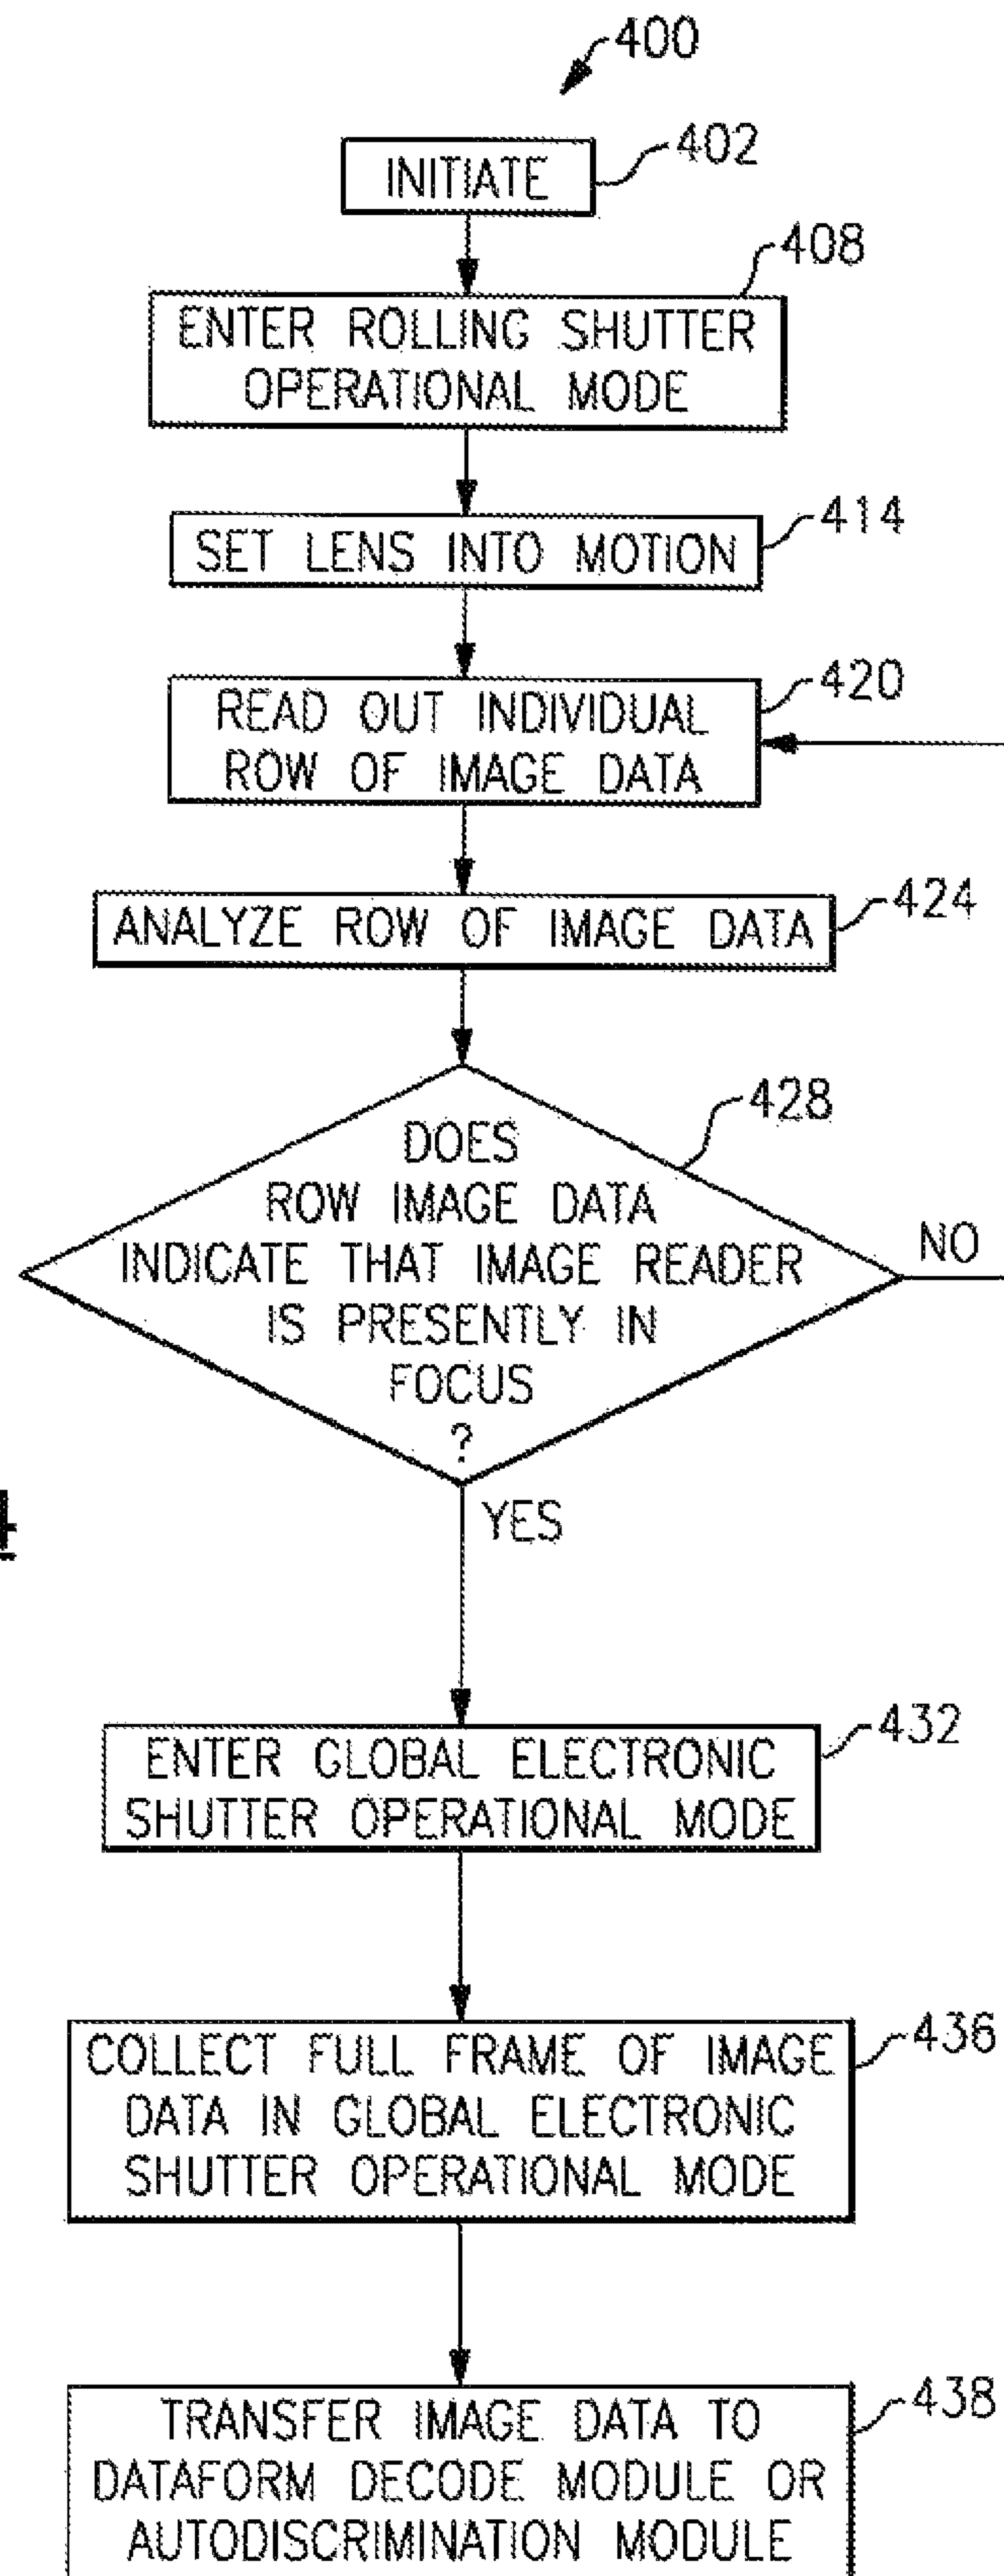 400
INITIATE
402
408
ENTER ROLLING SHUTTER
OPERATIONAL MODE
SET LENS INTO MOTION
414
READ OUT INDIVIDUAL
ROW OF IMAGE DATA
420
ANALYZE ROW OF IMAGE DATA
424
428
DOES
ROW IMAGE DATA
INDICATE THAT IMAGE READER
IS PRESENTLY IN
FOCUS
?
NO
YES
ENTER GLOBAL ELECTRONIC
SHUTTER OPERATIONAL MODE
432
COLLECT FULL FRAME OF IMAGE
DATA IN GLOBAL ELECTRONIC
SHUTTER OPERATIONAL MODE
436
TRANSFER IMAGE DATA TO
DATAFORM DECODE MODULE OR
AUTODISCRIMINATION MODULE
438